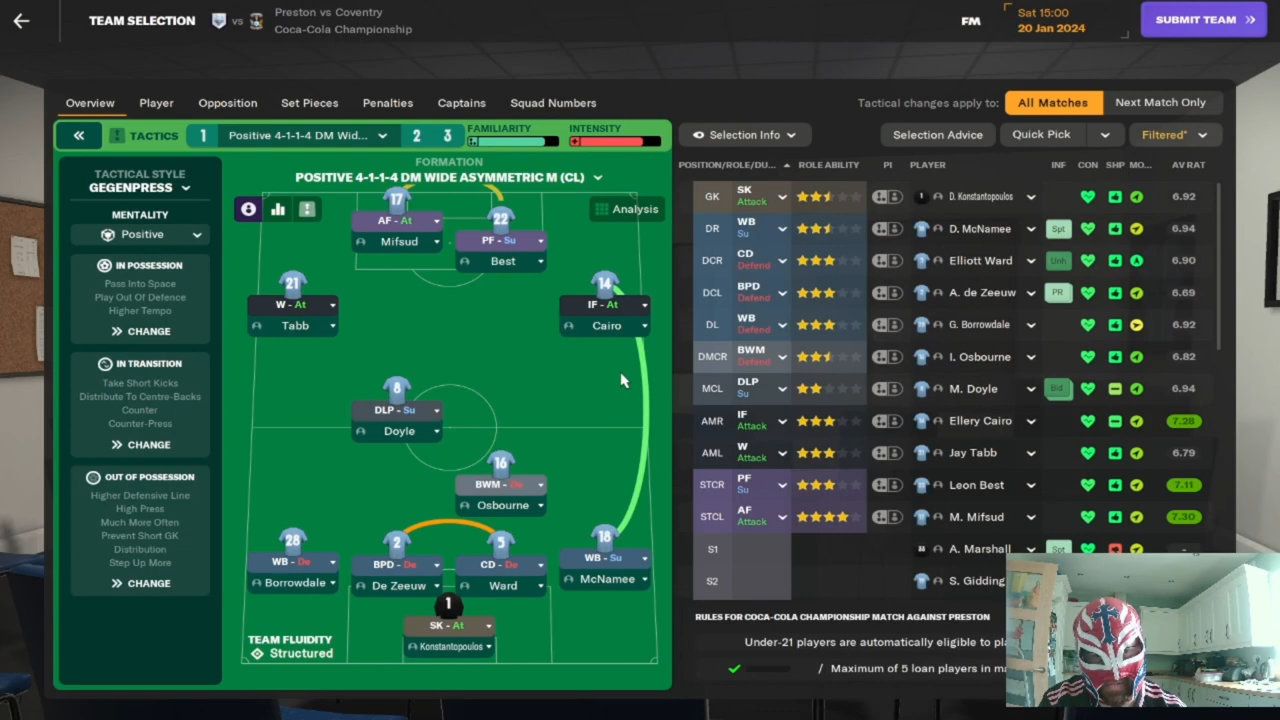 TEAM SELECTION
vs
Preston vs Coventry
Coca-Cola Championship
FM
Sat 15:00
20 Jan 2024
SUBMIT TEAM
Overview
Player
Opposition
Set Pieces
Penalties
Captains
Squad Numbers
Tactical changes apply to:
All Matches
Next Match Only
TACTICS
1
Positive 4-1-1-4 DM Wid...
2
3
FAMILIARITY
INTENSITY
Selection Info
Selection Advice
Quick Pick
Filtered*
TACTICAL STYLE
GEGENPRESS
MENTALITY
Positive
IN POSSESSION
Pass Into Space
Play Out Of Defence
Higher Tempo
CHANGE
IN TRANSITION
Take Short Kicks
Distribute To Centre-Backs
Counter
Counter-Press
CHANGE
OUT OF POSSESSION
Higher Defensive Line
High Press
Much More Often
Prevent Short GK
Distribution
Step Up More
CHANGE
FORMATION
POSITIVE 4-1-1-4 DM WIDE ASYMMETRIC M (CL)
Analysis
17
AF - At
Mifsud
22
PF - Su
Best
21
W - At
Tabb
14
IF - At
Cairo
8
DLP - Su
Doyle
16
BWM - De
Osbourne
28
WB - De
Borrowdale
2
BPD - De
De Zeeuw
5
CD - De
Ward
18
WB - Su
McNamee
1
SK - At
Konstantopoulos
TEAM FLUIDITY
Structured
POSITION/ROLE/DU...
ROLE ABILITY
PI
PLAYER
INF
CON
SHP
MO...
AV RAT
GK
SK
Attack
D. Konstantopoulos
6.92
DR
WB
Su
D. McNamee
Spt
6.94
DCR
CD
Defend
Elliott Ward
Unh
6.90
DCL
BPD
Defend
A. de Zeeuw
PR
6.69
DL
WB
Defend
G. Borrowdale
6.92
DMCR
BWM
Defend
I. Osbourne
6.82
MCL
DLP
Su
M. Doyle
Bid
6.94
AMR
IF
Attack
Ellery Cairo
7.28
AML
W
Attack
Jay Tabb
6.79
STCR
PF
Su
Leon Best
7.11
STCL
AF
Attack
M. Mifsud
7.30
S1
A. Marshall
Spt
-
S2
S. Gidding
RULES FOR COCA-COLA CHAMPIONSHIP MATCH AGAINST PRESTON
Under-21 players are automatically eligible to pla
/ Maximum of 5 loan players in ma